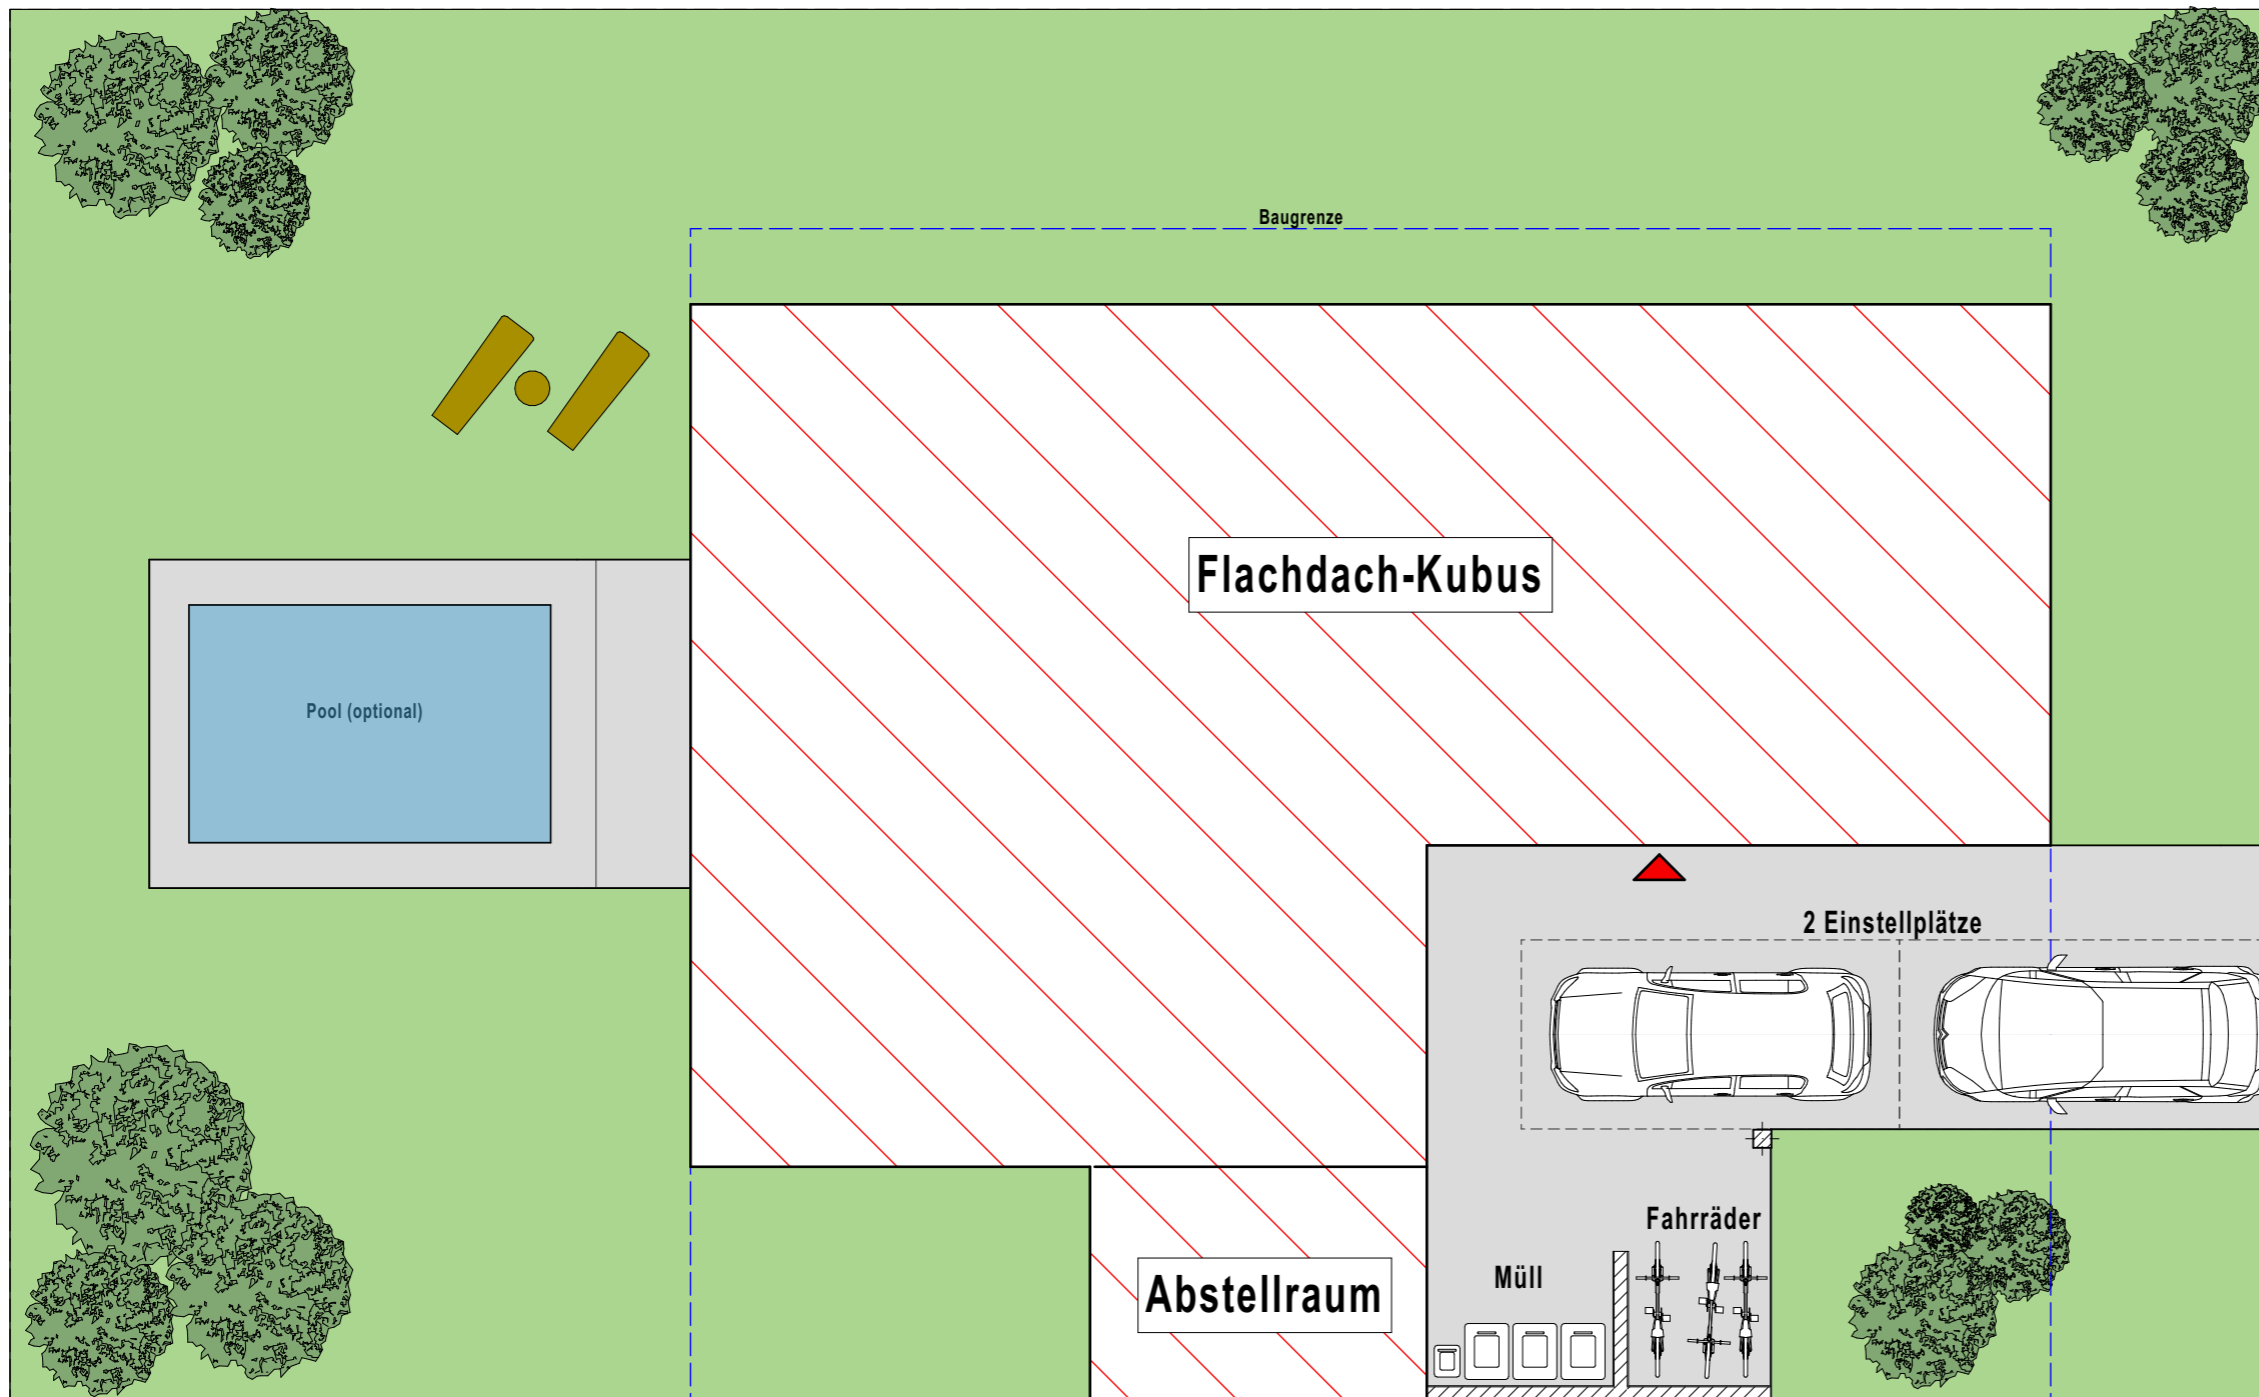 Baugrenze
Flachdach-Kubus
Pool (optional)
2 Einstellplätze
Fahrräder
Müll
Abstellraum